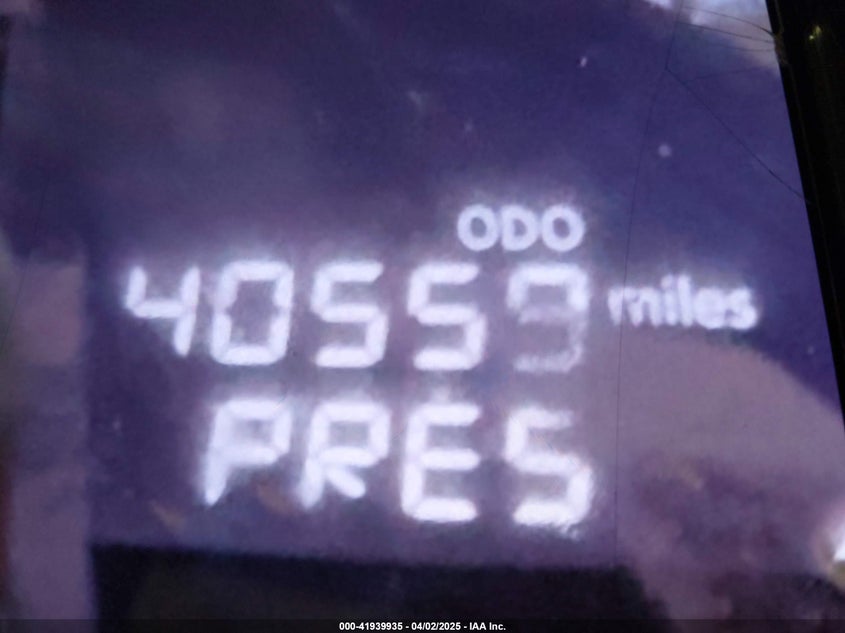 ODO
40559 miles
PRES
000-41939935 - 04/02/2025 - IAA Inc.